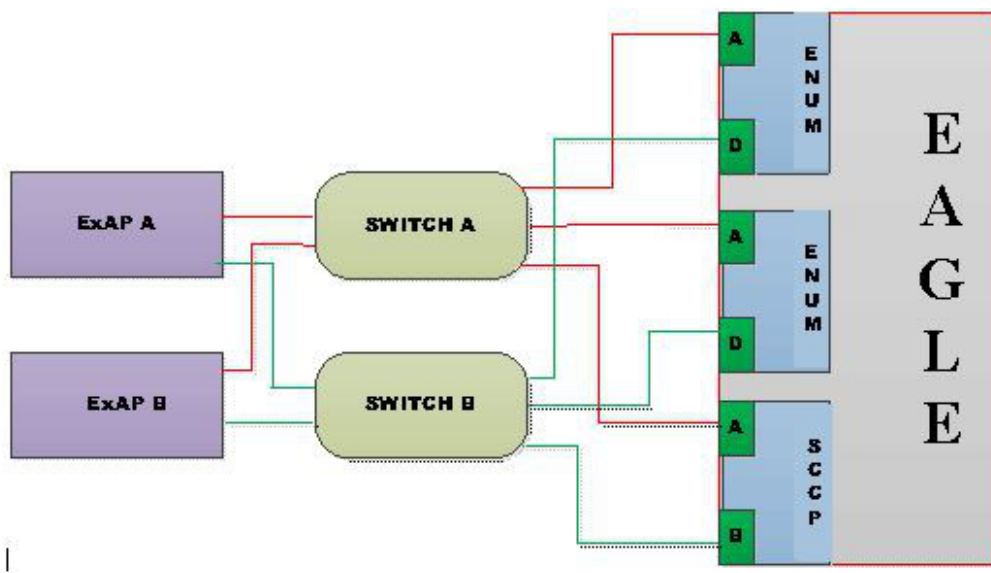 ExAP A
ExAP B
SWITCH A
SWITCH B
A
D
ENUM
A
D
ENUM
A
B
SCCP
EAGLE